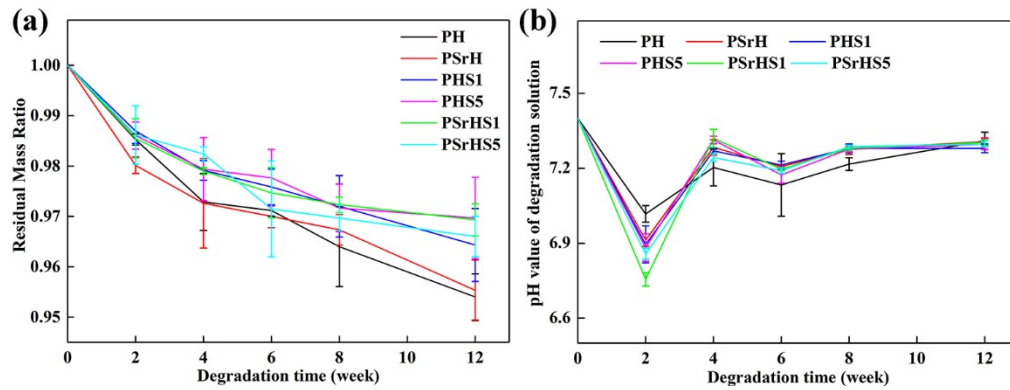 (a)
PH
PSrH
PHS1
PHS5
PSrHS1
PSrHS5
Residual Mass Ratio
1.00
0.99
0.98
0.97
0.96
0.95
0 2 4 6 8 10 12
Degradation time (week)
(b)
PH PSrH PHS1
PHS5 PSrHS1 PSrHS5
pH value of degradation solution
7.5
7.2
6.9
6.6
0 2 4 6 8 10 12
Degradation time (week)